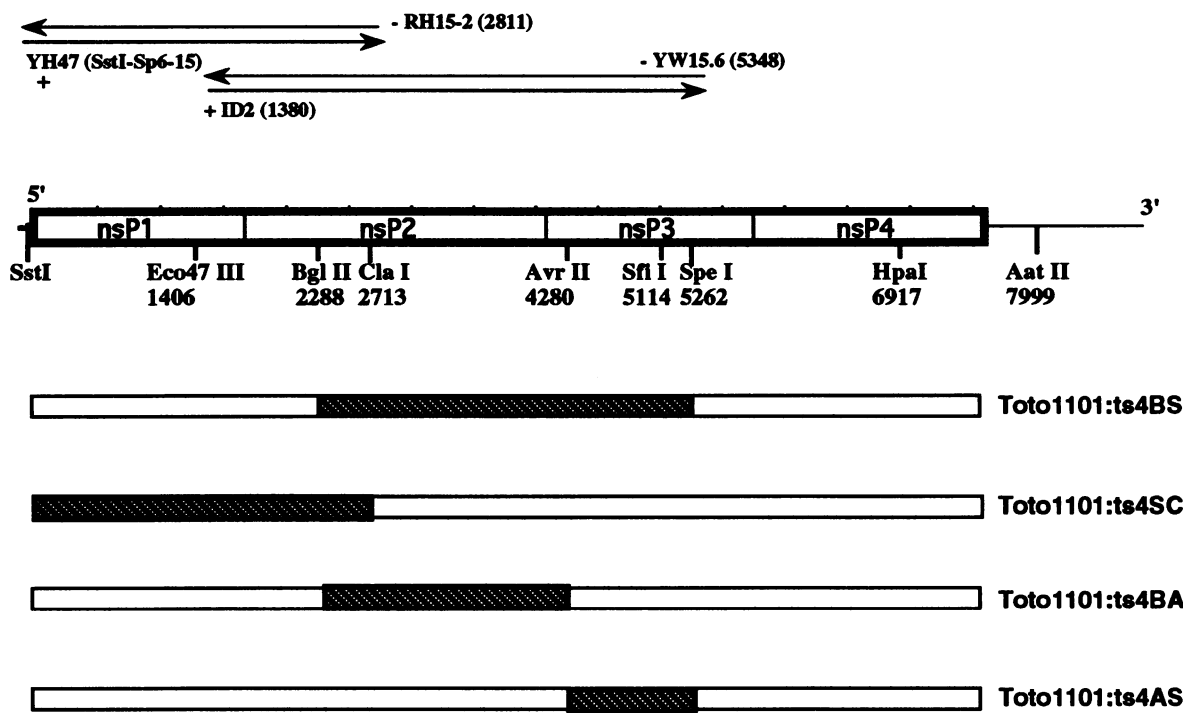 - RH15-2 (2811)
YH47 (SstI-Sp6-15)
+
- YW15.6 (5348)
+ ID2 (1380)
5'
3'
nsP1 nsP2 nsP3 nsP4
SstI Eco47 III Bgl II Cla I Avr II Sfi I Spe I HpaI Aat II
1406 2288 2713 4280 5114 5262 6917 7999
Toto1101:ts4BS
Toto1101:ts4SC
Toto1101:ts4BA
Toto1101:ts4AS